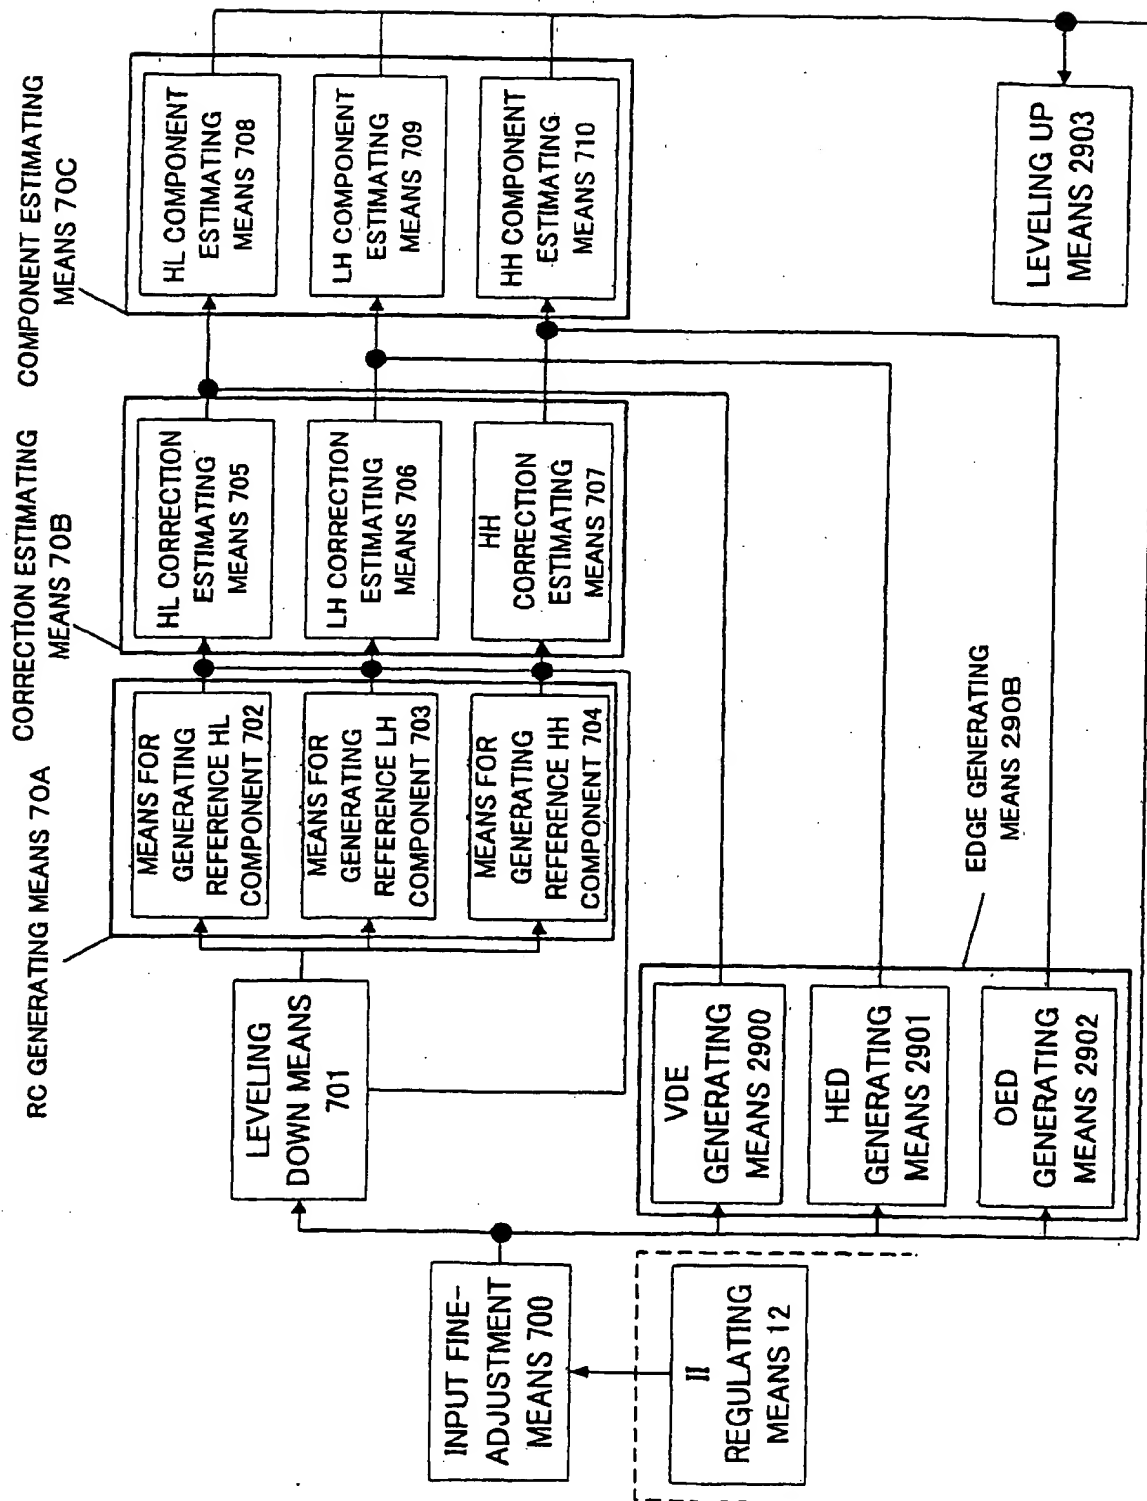 RC GENERATING MEANS 70A
CORRECTION ESTIMATING
MEANS 70B
COMPONENT ESTIMATING
MEANS 70C
INPUT FINE-
ADJUSTMENT
MEANS 700
II
REGULATING
MEANS 12
LEVELING
DOWN MEANS
701
MEANS FOR
GENERATING
REFERENCE HL
COMPONENT 702
MEANS FOR
GENERATING
REFERENCE LH
COMPONENT 703
MEANS FOR
GENERATING
REFERENCE HH
COMPONENT 704
HL CORRECTION
ESTIMATING
MEANS 705
LH CORRECTION
ESTIMATING
MEANS 706
HH
CORRECTION
ESTIMATING
MEANS 707
HL COMPONENT
ESTIMATING
MEANS 708
LH COMPONENT
ESTIMATING
MEANS 709
HH COMPONENT
ESTIMATING
MEANS 710
VDE
GENERATING
MEANS 2900
HED
GENERATING
MEANS 2901
OED
GENERATING
MEANS 2902
EDGE GENERATING
MEANS 290B
LEVELING UP
MEANS 2903